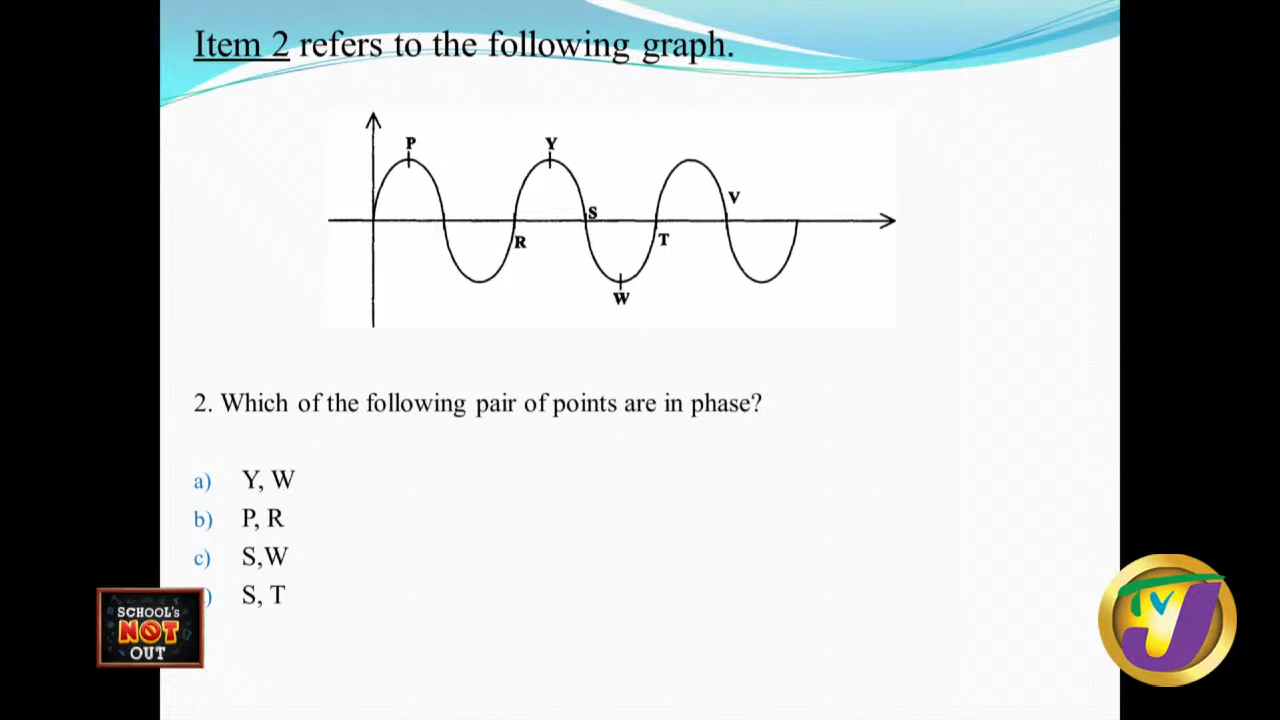 Item 2 refers to the following graph.
P
Y
V
S
R
T
W
2. Which of the following pair of points are in phase?
a) Y, W
b) P, R
c) S,W
) S, T
SCHOOL's
NOT
OUT
TVJ